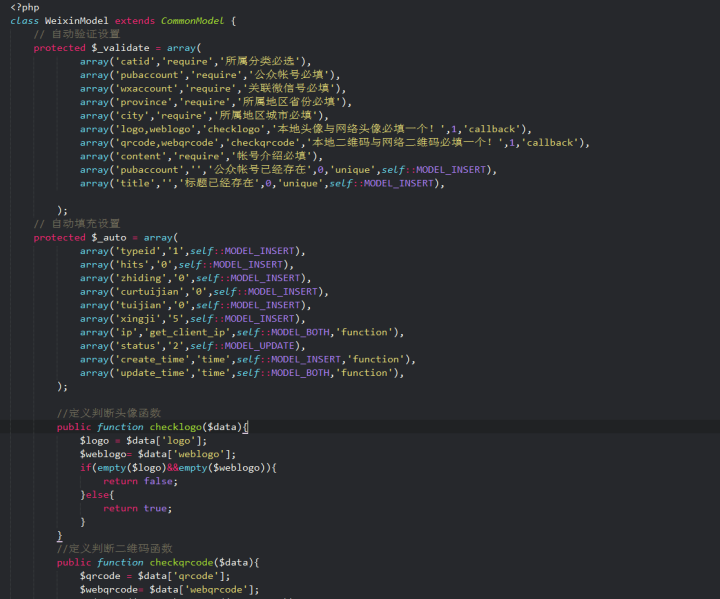 <?php
class WeixinModel extends CommonModel {
// 自动验证设置
protected $_validate = array(
array('catid','require','所属分类必选'),
array('pubaccount','require','公众帐号必填'),
array('wxaccount','require','关联微信号必填'),
array('province','require','所属地区省份必填'),
array('city','require','所属地区城市必填'),
array('logo,weblogo','checklogo','本地头像与网络头像必填一个！',1,'callback'),
array('qrcode,webqrcode','checkqrcode','本地二维码与网络二维码必填一个！',1,'callback'),
array('content','require','帐号介绍必填'),
array('pubaccount','','公众帐号已经存在',0,'unique',self::MODEL_INSERT),
array('title','','标题已经存在',0,'unique',self::MODEL_INSERT),
);
// 自动填充设置
protected $_auto = array(
array('typeid','1',self::MODEL_INSERT),
array('hits','0',self::MODEL_INSERT),
array('zhiding','0',self::MODEL_INSERT),
array('curtuijian','0',self::MODEL_INSERT),
array('tuijian','0',self::MODEL_INSERT),
array('xingji','5',self::MODEL_INSERT),
array('ip','get_client_ip',self::MODEL_BOTH,'function'),
array('status','2',self::MODEL_UPDATE),
array('create_time','time',self::MODEL_INSERT,'function'),
array('update_time','time',self::MODEL_BOTH,'function'),
);
//定义判断头像函数
public function checklogo($data){
$logo = $data['logo'];
$weblogo= $data['weblogo'];
if(empty($logo)&&empty($weblogo)){
return false;
}else{
return true;
}
}
//定义判断二维码函数
public function checkqrcode($data){
$qrcode = $data['qrcode'];
$webqrcode= $data['webqrcode'];